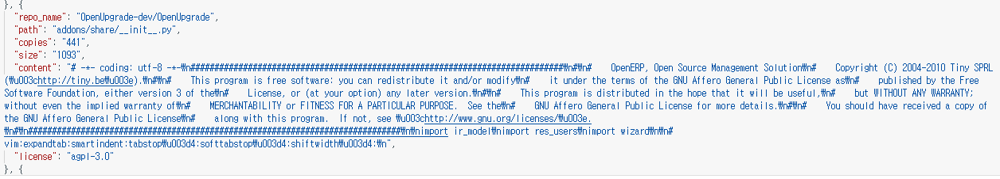 }, {
"repo_name": "OpenUpgrade-dev/OpenUpgrade",
"path": "addons/share/__init__.py",
"copies": "441",
"size": "1093",
"content": "# -*- coding: utf-8 -*-₩n##############################################################################₩n#₩n#    OpenERP, Open Source Management Solution₩n#    Copyright (C) 2004-2010 Tiny SPRL
(₩u003chttp://tiny.be₩u003e).₩n#₩n#    This program is free software: you can redistribute it and/or modify₩n#    it under the terms of the GNU Affero General Public License as₩n#    published by the Free
Software Foundation, either version 3 of the₩n#    License, or (at your option) any later version.₩n#₩n#    This program is distributed in the hope that it will be useful,₩n#    but WITHOUT ANY WARRANTY;
without even the implied warranty of₩n#    MERCHANTABILITY or FITNESS FOR A PARTICULAR PURPOSE.  See the₩n#    GNU Affero General Public License for more details.₩n#₩n#    You should have received a copy of
the GNU Affero General Public License₩n#    along with this program.  If not, see ₩u003chttp://www.gnu.org/licenses/₩u003e.
₩n#₩n##############################################################################₩n₩nimport ir_model₩nimport res_users₩nimport wizard₩n₩n#
vim:expandtab:smartindent:tabstop₩u003d4:softtabstop₩u003d4:shiftwidth₩u003d4:₩n",
"license": "agpl-3.0"
}, {